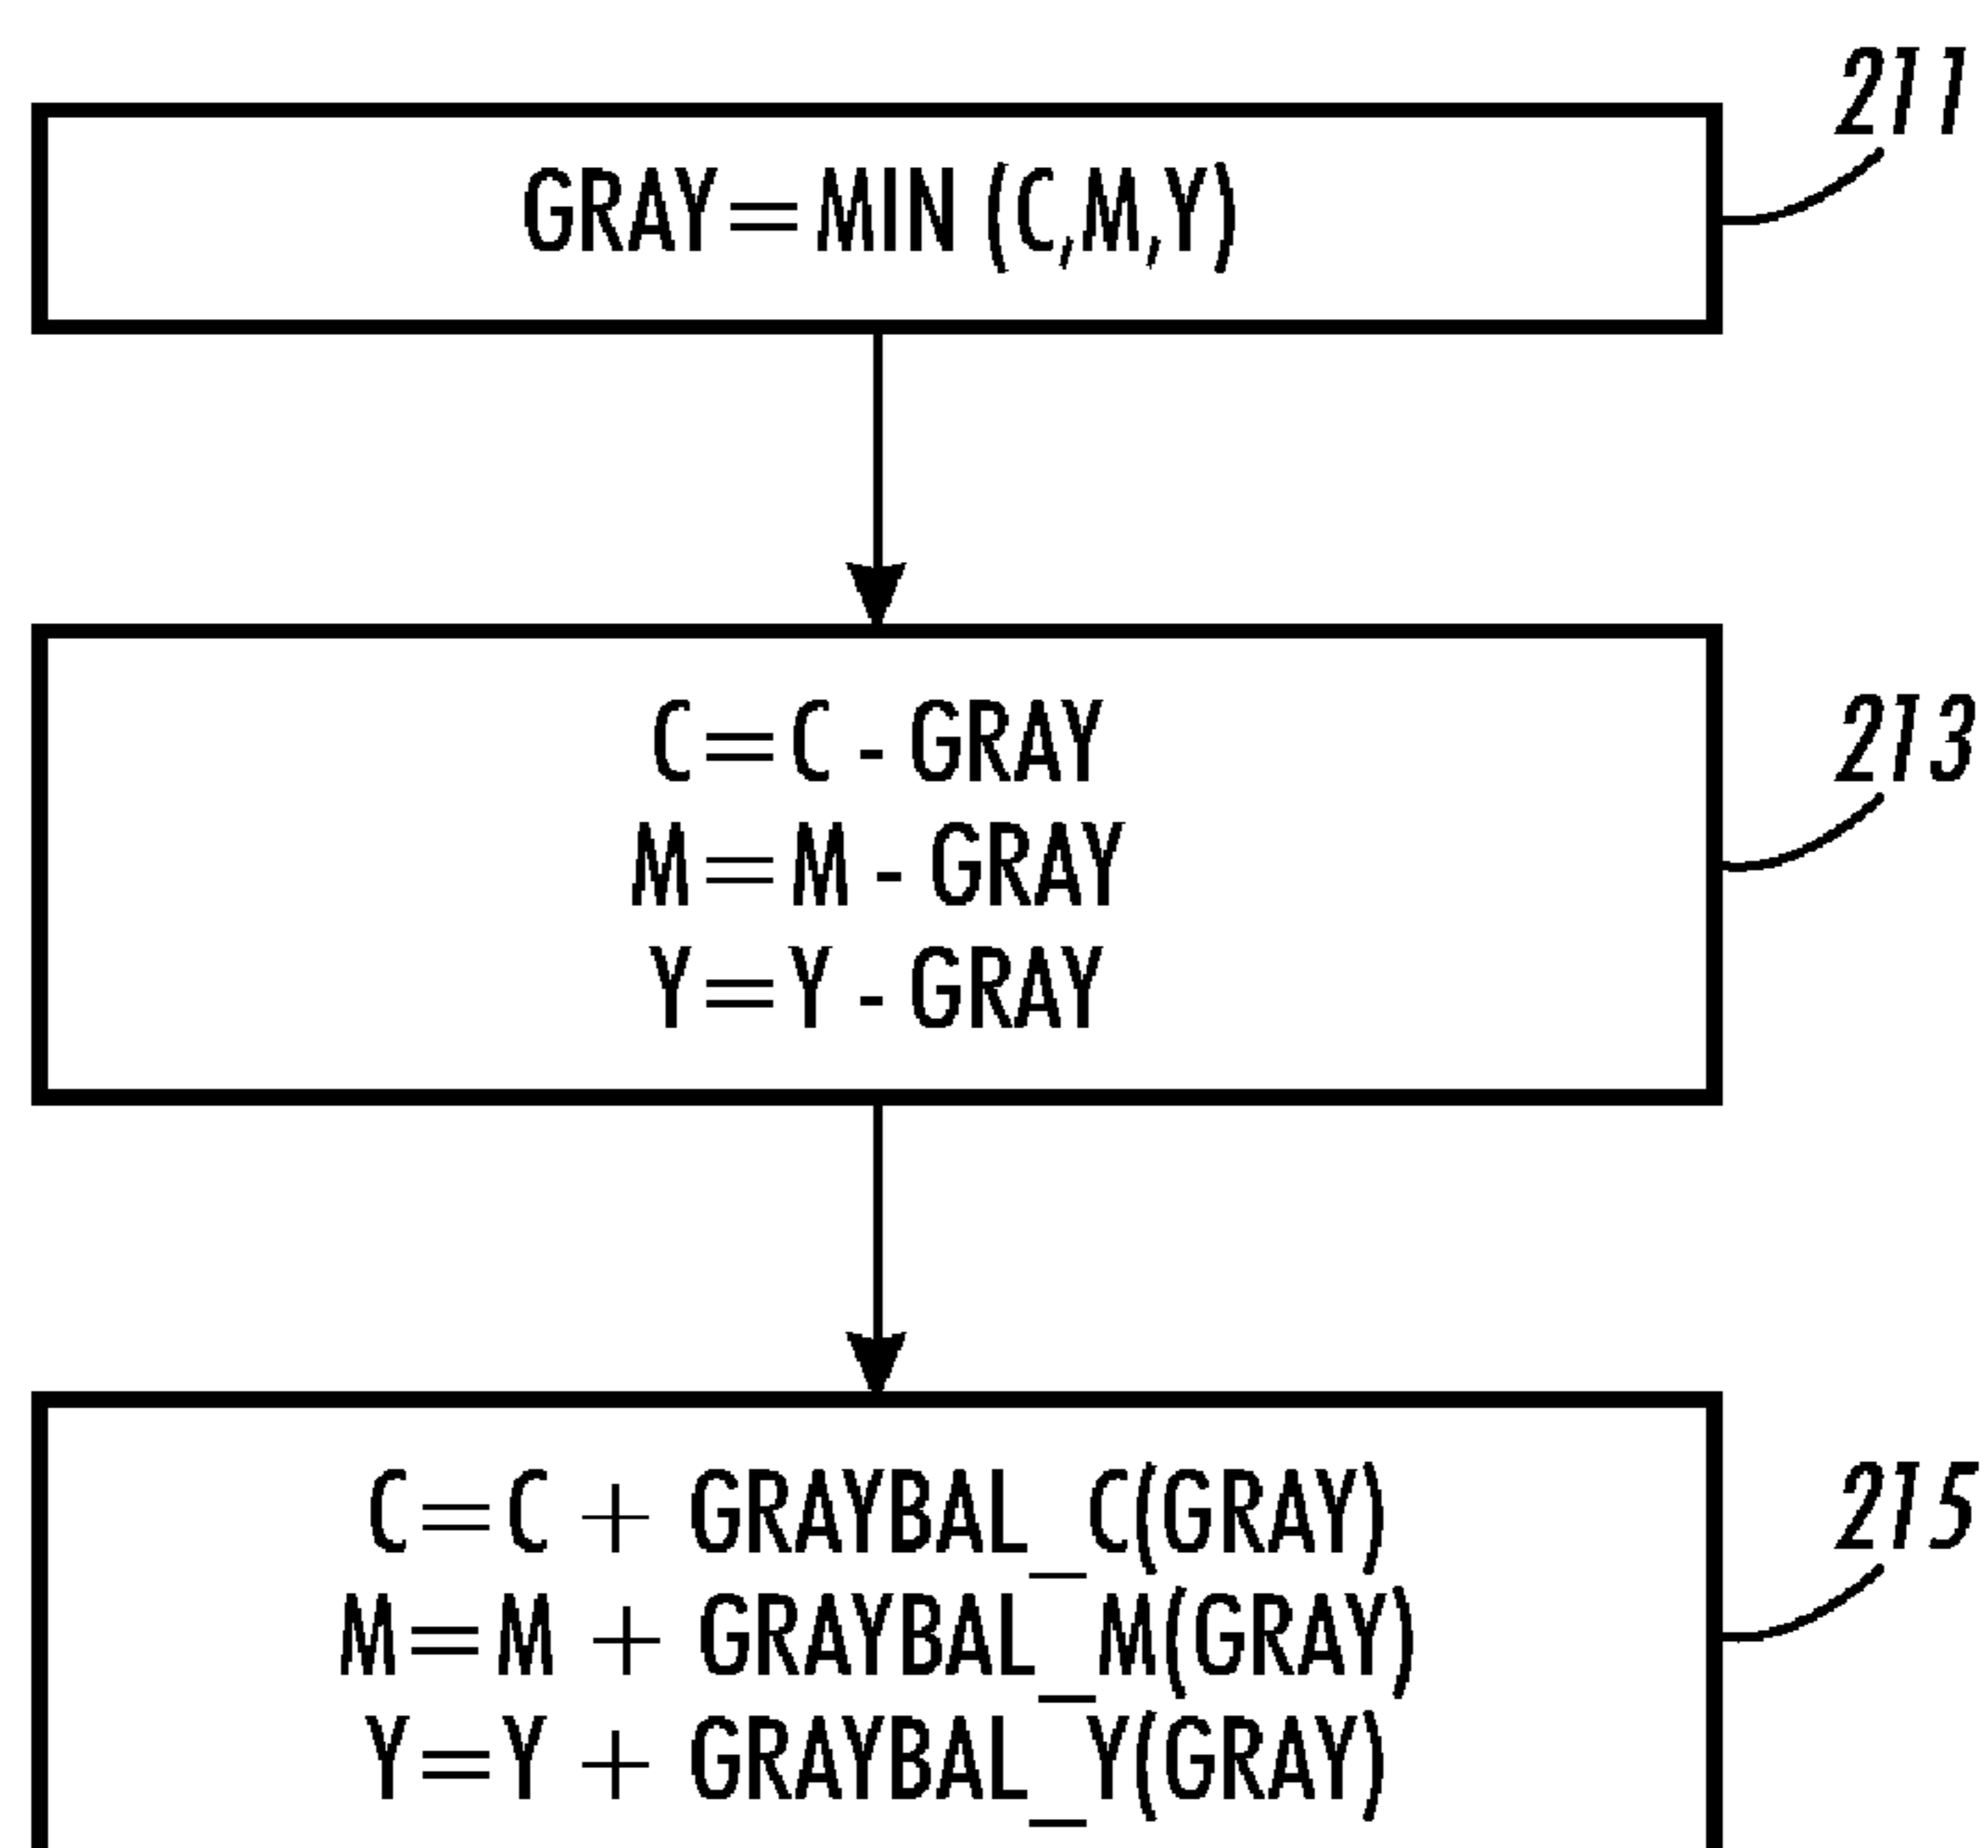 211
GRAY=MIN (C,M,Y)
C=C - GRAY
213
M=M - GRAY
Y=Y - GRAY
C=C + GRAYBAL_C(GRAY)
215
M=M + GRAYBAL_M(GRAY)
Y=Y + GRAYBAL_Y(GRAY)